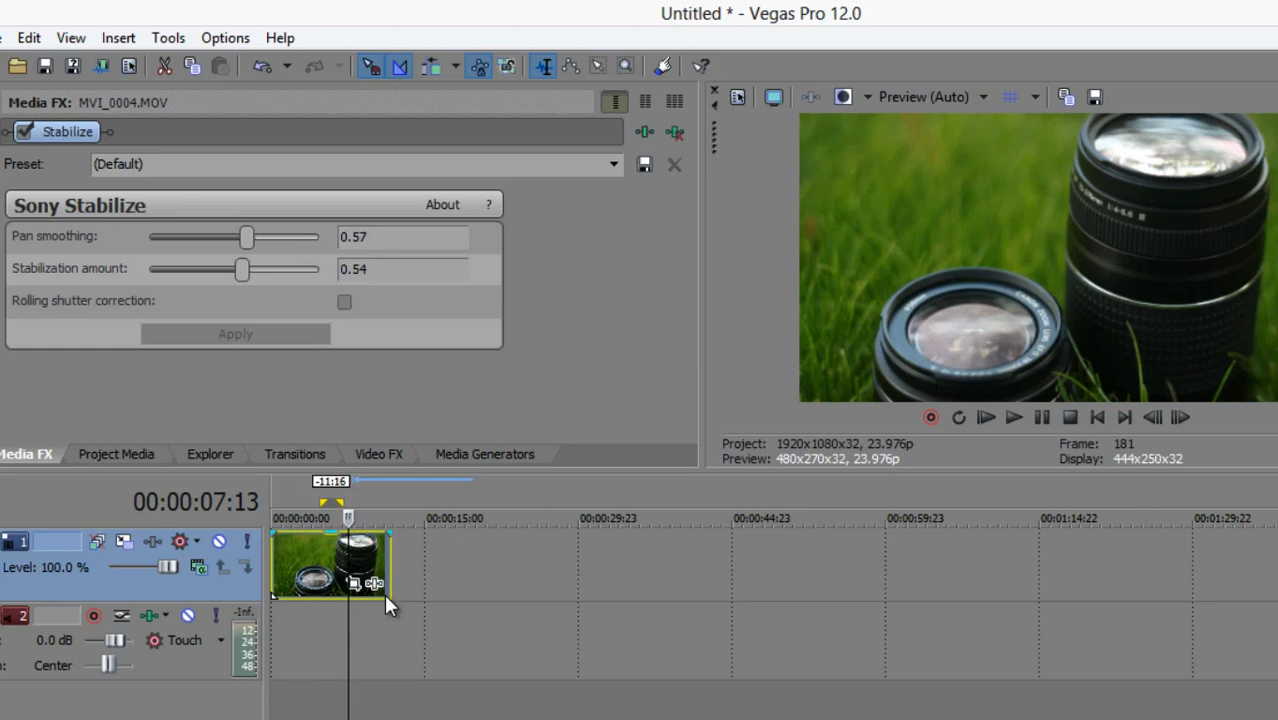 Untitled * - Vegas Pro 12.0
Edit View Insert Tools Options Help
Media FX: MVI_0004.MOV
Preview (Auto)
Stabilize
Preset: (Default)
Sony Stabilize About ?
Pan smoothing: 0.57
Stabilization amount: 0.54
Rolling shutter correction:
Apply
Project: 1920x1080x32, 23.976p Frame: 181
Preview: 480x270x32, 23.976p Display: 444x250x32
Media FX Project Media Explorer Transitions Video FX Media Generators
-11:16
00:00:07:13
00:00:00:00 00:00:15:00 00:00:29:23 00:00:44:23 00:00:59:23 00:01:14:22 00:01:29:22
1
Level: 100.0 %
2 -Inf.
0.0 dB Touch
Center
12
24
36
48